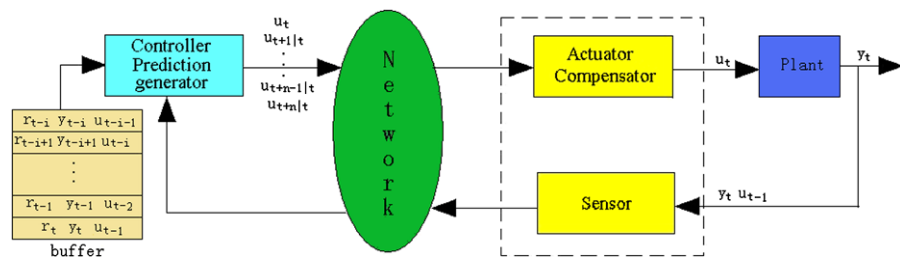 Controller
Prediction
generator
u_t
u_{t+1|t}
⋮
u_{t+n-1|t}
u_{t+n|t}
Network
Actuator
Compensator
u_t
Plant
y_t
r_{t-i} y_{t-i} u_{t-i-1}
r_{t-i+1} y_{t-i+1} u_{t-i}
⋮
r_{t-1} y_{t-1} u_{t-2}
r_t y_t u_{t-1}
buffer
Sensor
y_t u_{t-1}